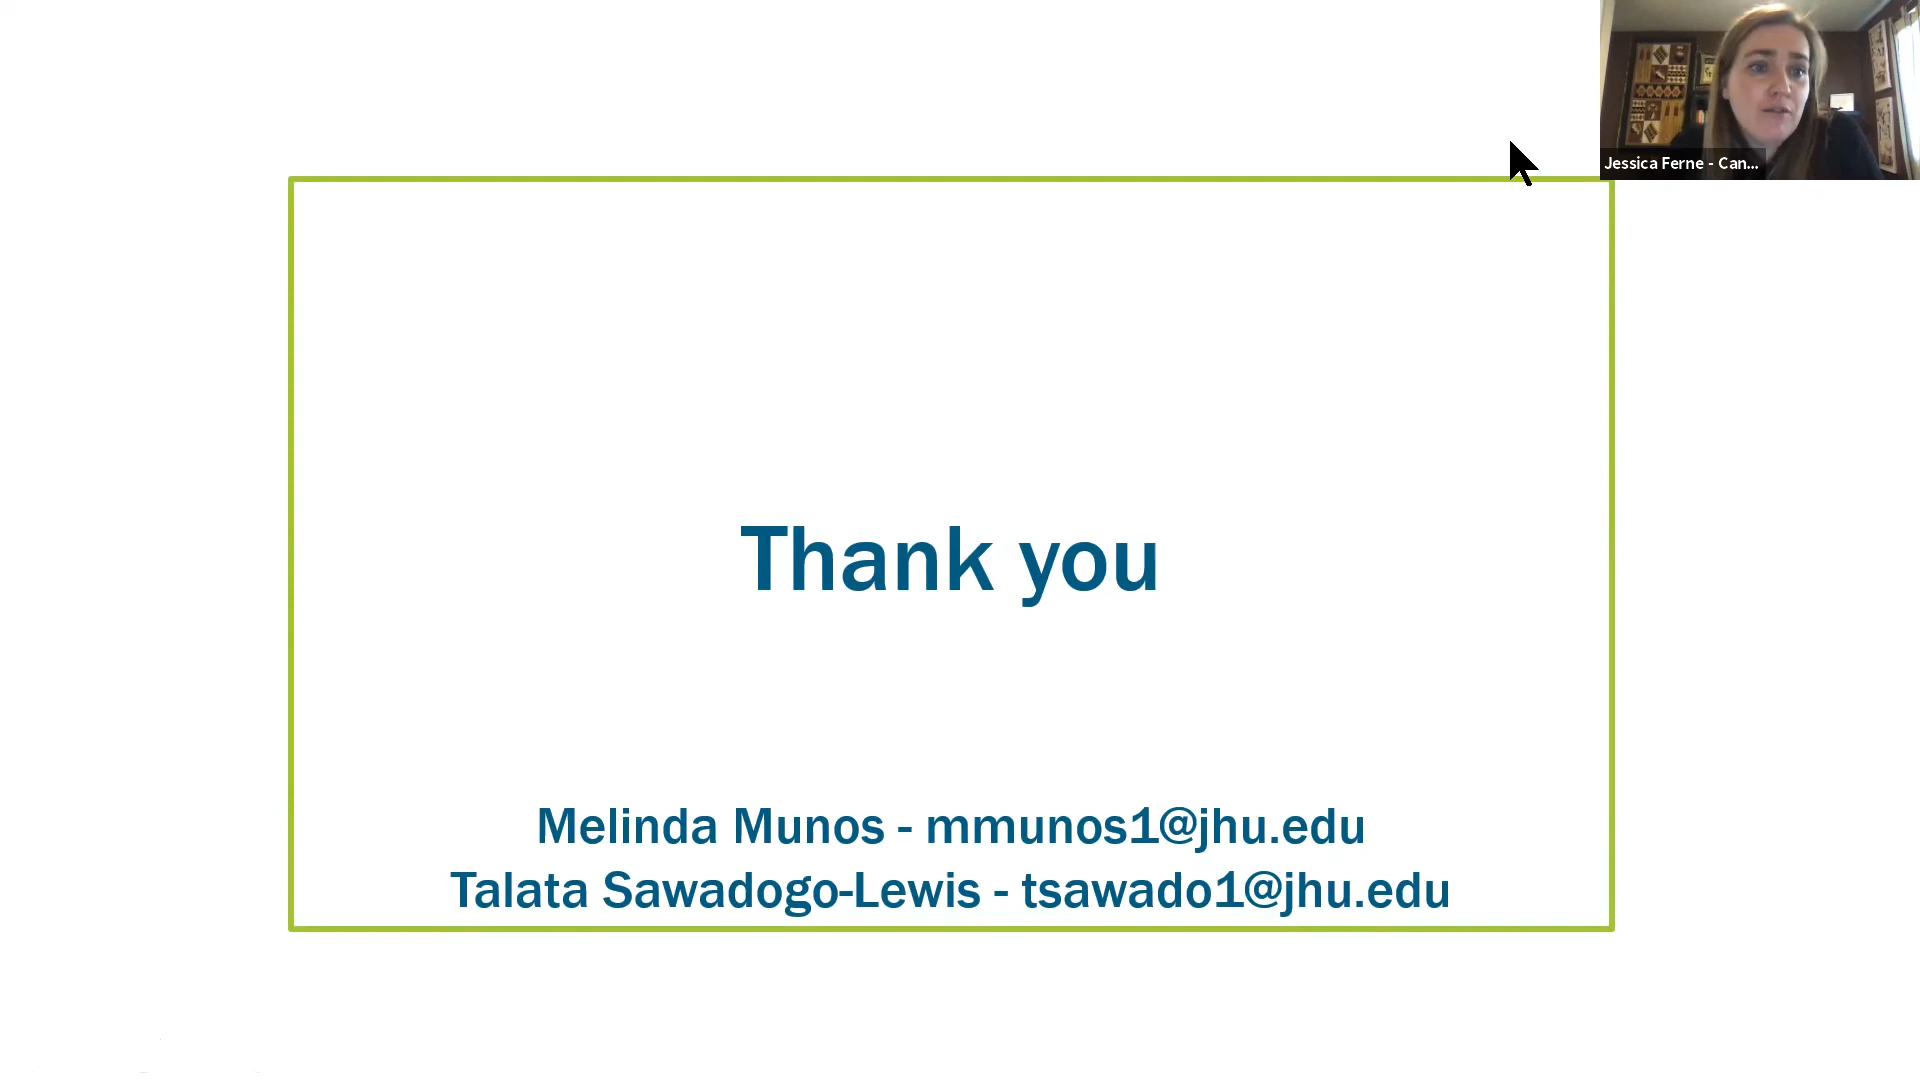 Jessica Ferne - Can...
Thank you
Melinda Munos - mmunos1@jhu.edu
Talata Sawadogo-Lewis - tsawado1@jhu.edu